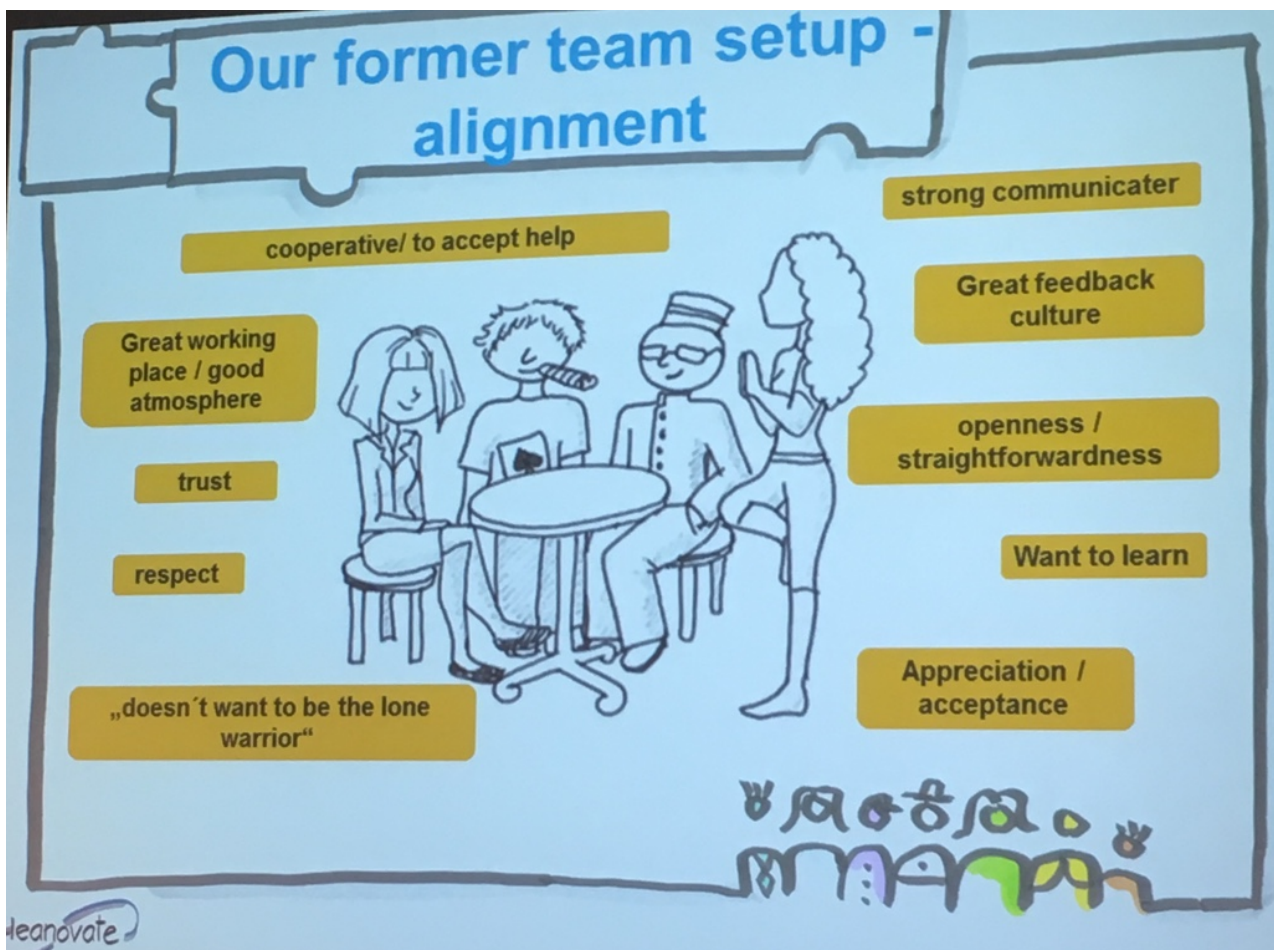 Our former team setup -
alignment
strong communicater
cooperative/ to accept help
Great feedback
culture
Great working
place / good
atmosphere
openness /
straightforwardness
trust
Want to learn
respect
Appreciation /
acceptance
„doesn´t want to be the lone
warrior“
leanovate